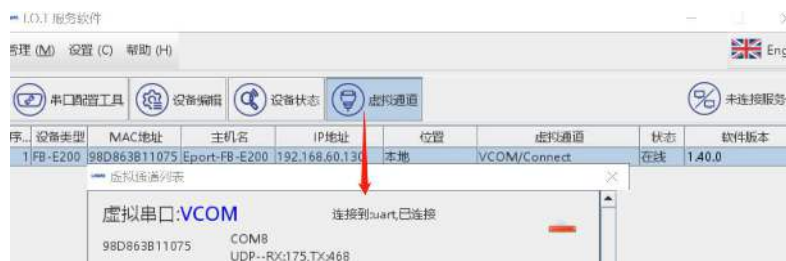 I.O.T 服务软件
管理 (M) 设置 (C) 帮助 (H) Eng
串口配置工具 设备编辑 设备状态 虚拟通道 未连接服务
序... 设备类型 MAC地址 主机名 IP地址 位置 虚拟通道 状态 软件版本
1 FB-E200 98D863B11075 Eport-FB-E200 192.168.60.130 本地 VCOM/Connect 在线 1.40.0
虚拟通道列表
虚拟串口:VCOM 连接到:uart,已连接
98D863B11075 COM8
UDP--RX:175,TX:468